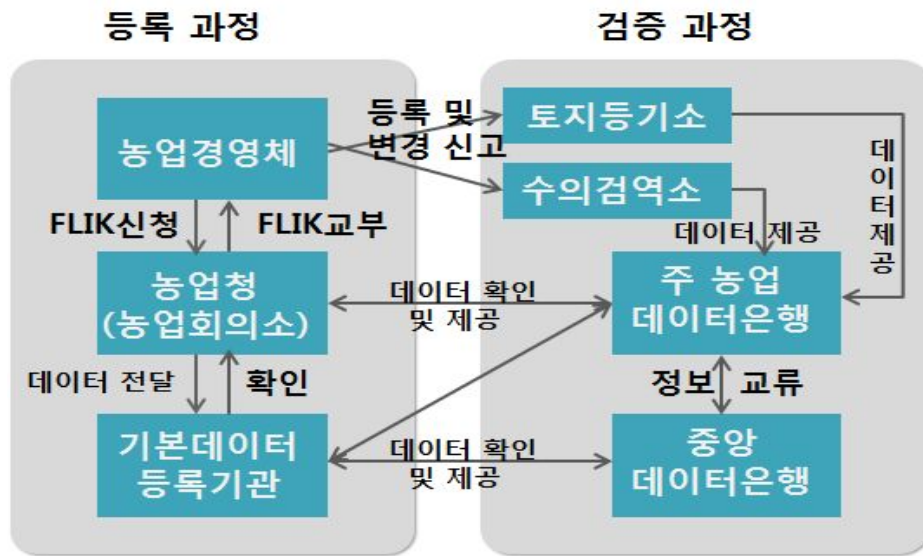 등록 과정
검증 과정
농업경영체
등록 및
변경 신고
토지등기소
수의검역소
데이터제공
FLIK신청
FLIK교부
데이터 제공
농업청
(농업회의소)
데이터 확인
및 제공
주 농업
데이터은행
데이터 전달
확인
정보 교류
기본데이터
등록기관
데이터 확인
및 제공
중앙
데이터은행